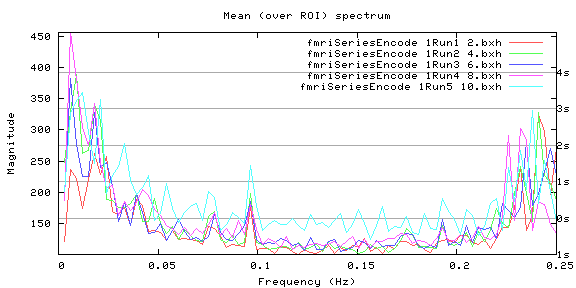 Mean (over ROI) spectrum
fmriSeriesEncode 1Run1 2.bxh
fmriSeriesEncode 1Run2 4.bxh
fmriSeriesEncode 1Run3 6.bxh
fmriSeriesEncode 1Run4 8.bxh
fmriSeriesEncode 1Run5 10.bxh
450
400
350
300
250
200
150
Magnitude
4s
3s
2s
1s
0s
1s
0 0.05 0.1 0.15 0.2 0.25
Frequency (Hz)